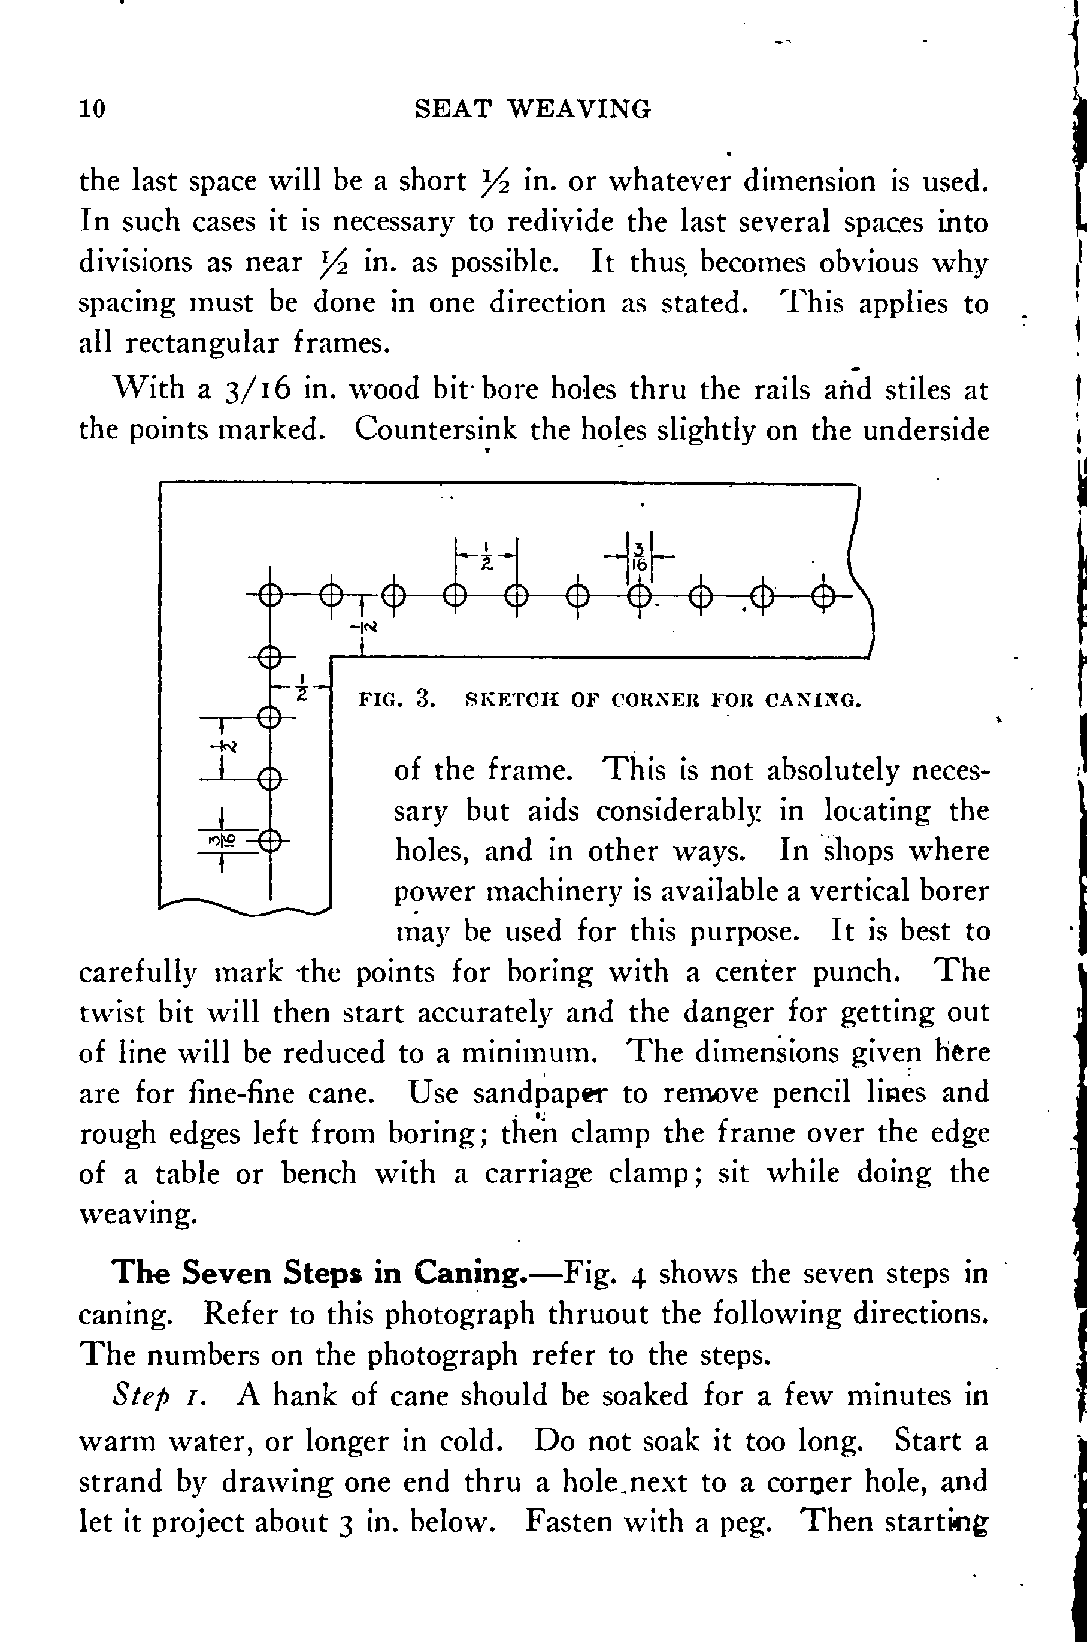 10 SEAT WEAVING
the last space will be a short ½ in. or whatever dimension is used.
In such cases it is necessary to redivide the last several spaces into
divisions as near ½ in. as possible. It thus becomes obvious why
spacing must be done in one direction as stated. This applies to
all rectangular frames.
With a 3/16 in. wood bit bore holes thru the rails and stiles at
the points marked. Countersink the holes slightly on the underside
1/2 3/16
1/2
1/2
FIG. 3. SKETCH OF CORNER FOR CANING.
1/2
3/16
of the frame. This is not absolutely neces-
sary but aids considerably in locating the
holes, and in other ways. In shops where
power machinery is available a vertical borer
may be used for this purpose. It is best to
carefully mark the points for boring with a center punch. The
twist bit will then start accurately and the danger for getting out
of line will be reduced to a minimum. The dimensions given here
are for fine-fine cane. Use sandpaper to remove pencil lines and
rough edges left from boring; then clamp the frame over the edge
of a table or bench with a carriage clamp; sit while doing the
weaving.
The Seven Steps in Caning.—Fig. 4 shows the seven steps in
caning. Refer to this photograph thruout the following directions.
The numbers on the photograph refer to the steps.
Step 1. A hank of cane should be soaked for a few minutes in
warm water, or longer in cold. Do not soak it too long. Start a
strand by drawing one end thru a hole next to a corner hole, and
let it project about 3 in. below. Fasten with a peg. Then starting